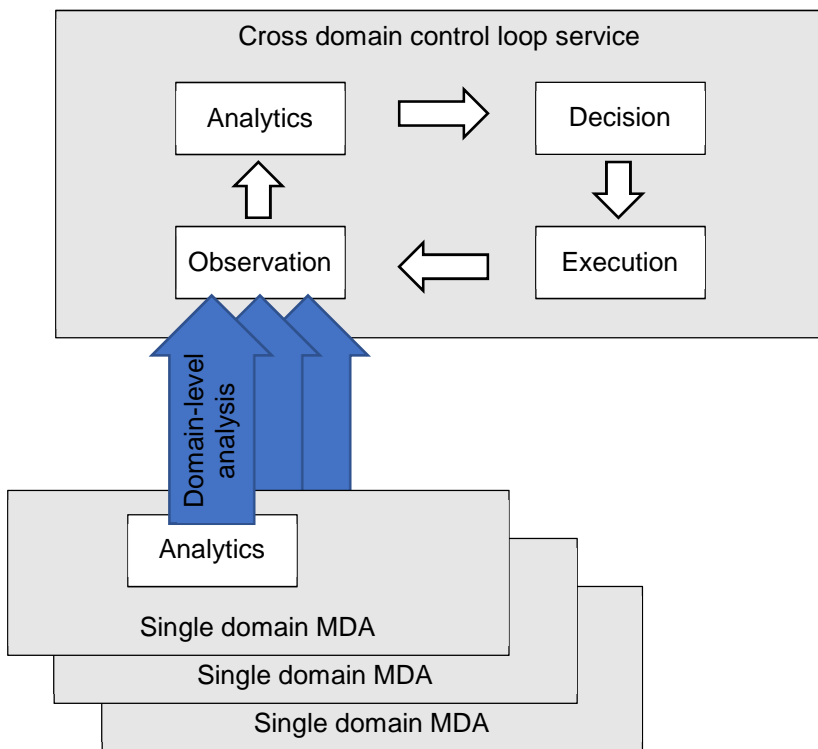 Cross domain control loop service
Analytics
Decision
Observation
Execution
Domain-level
analysis
Analytics
Single domain MDA
Single domain MDA
Single domain MDA